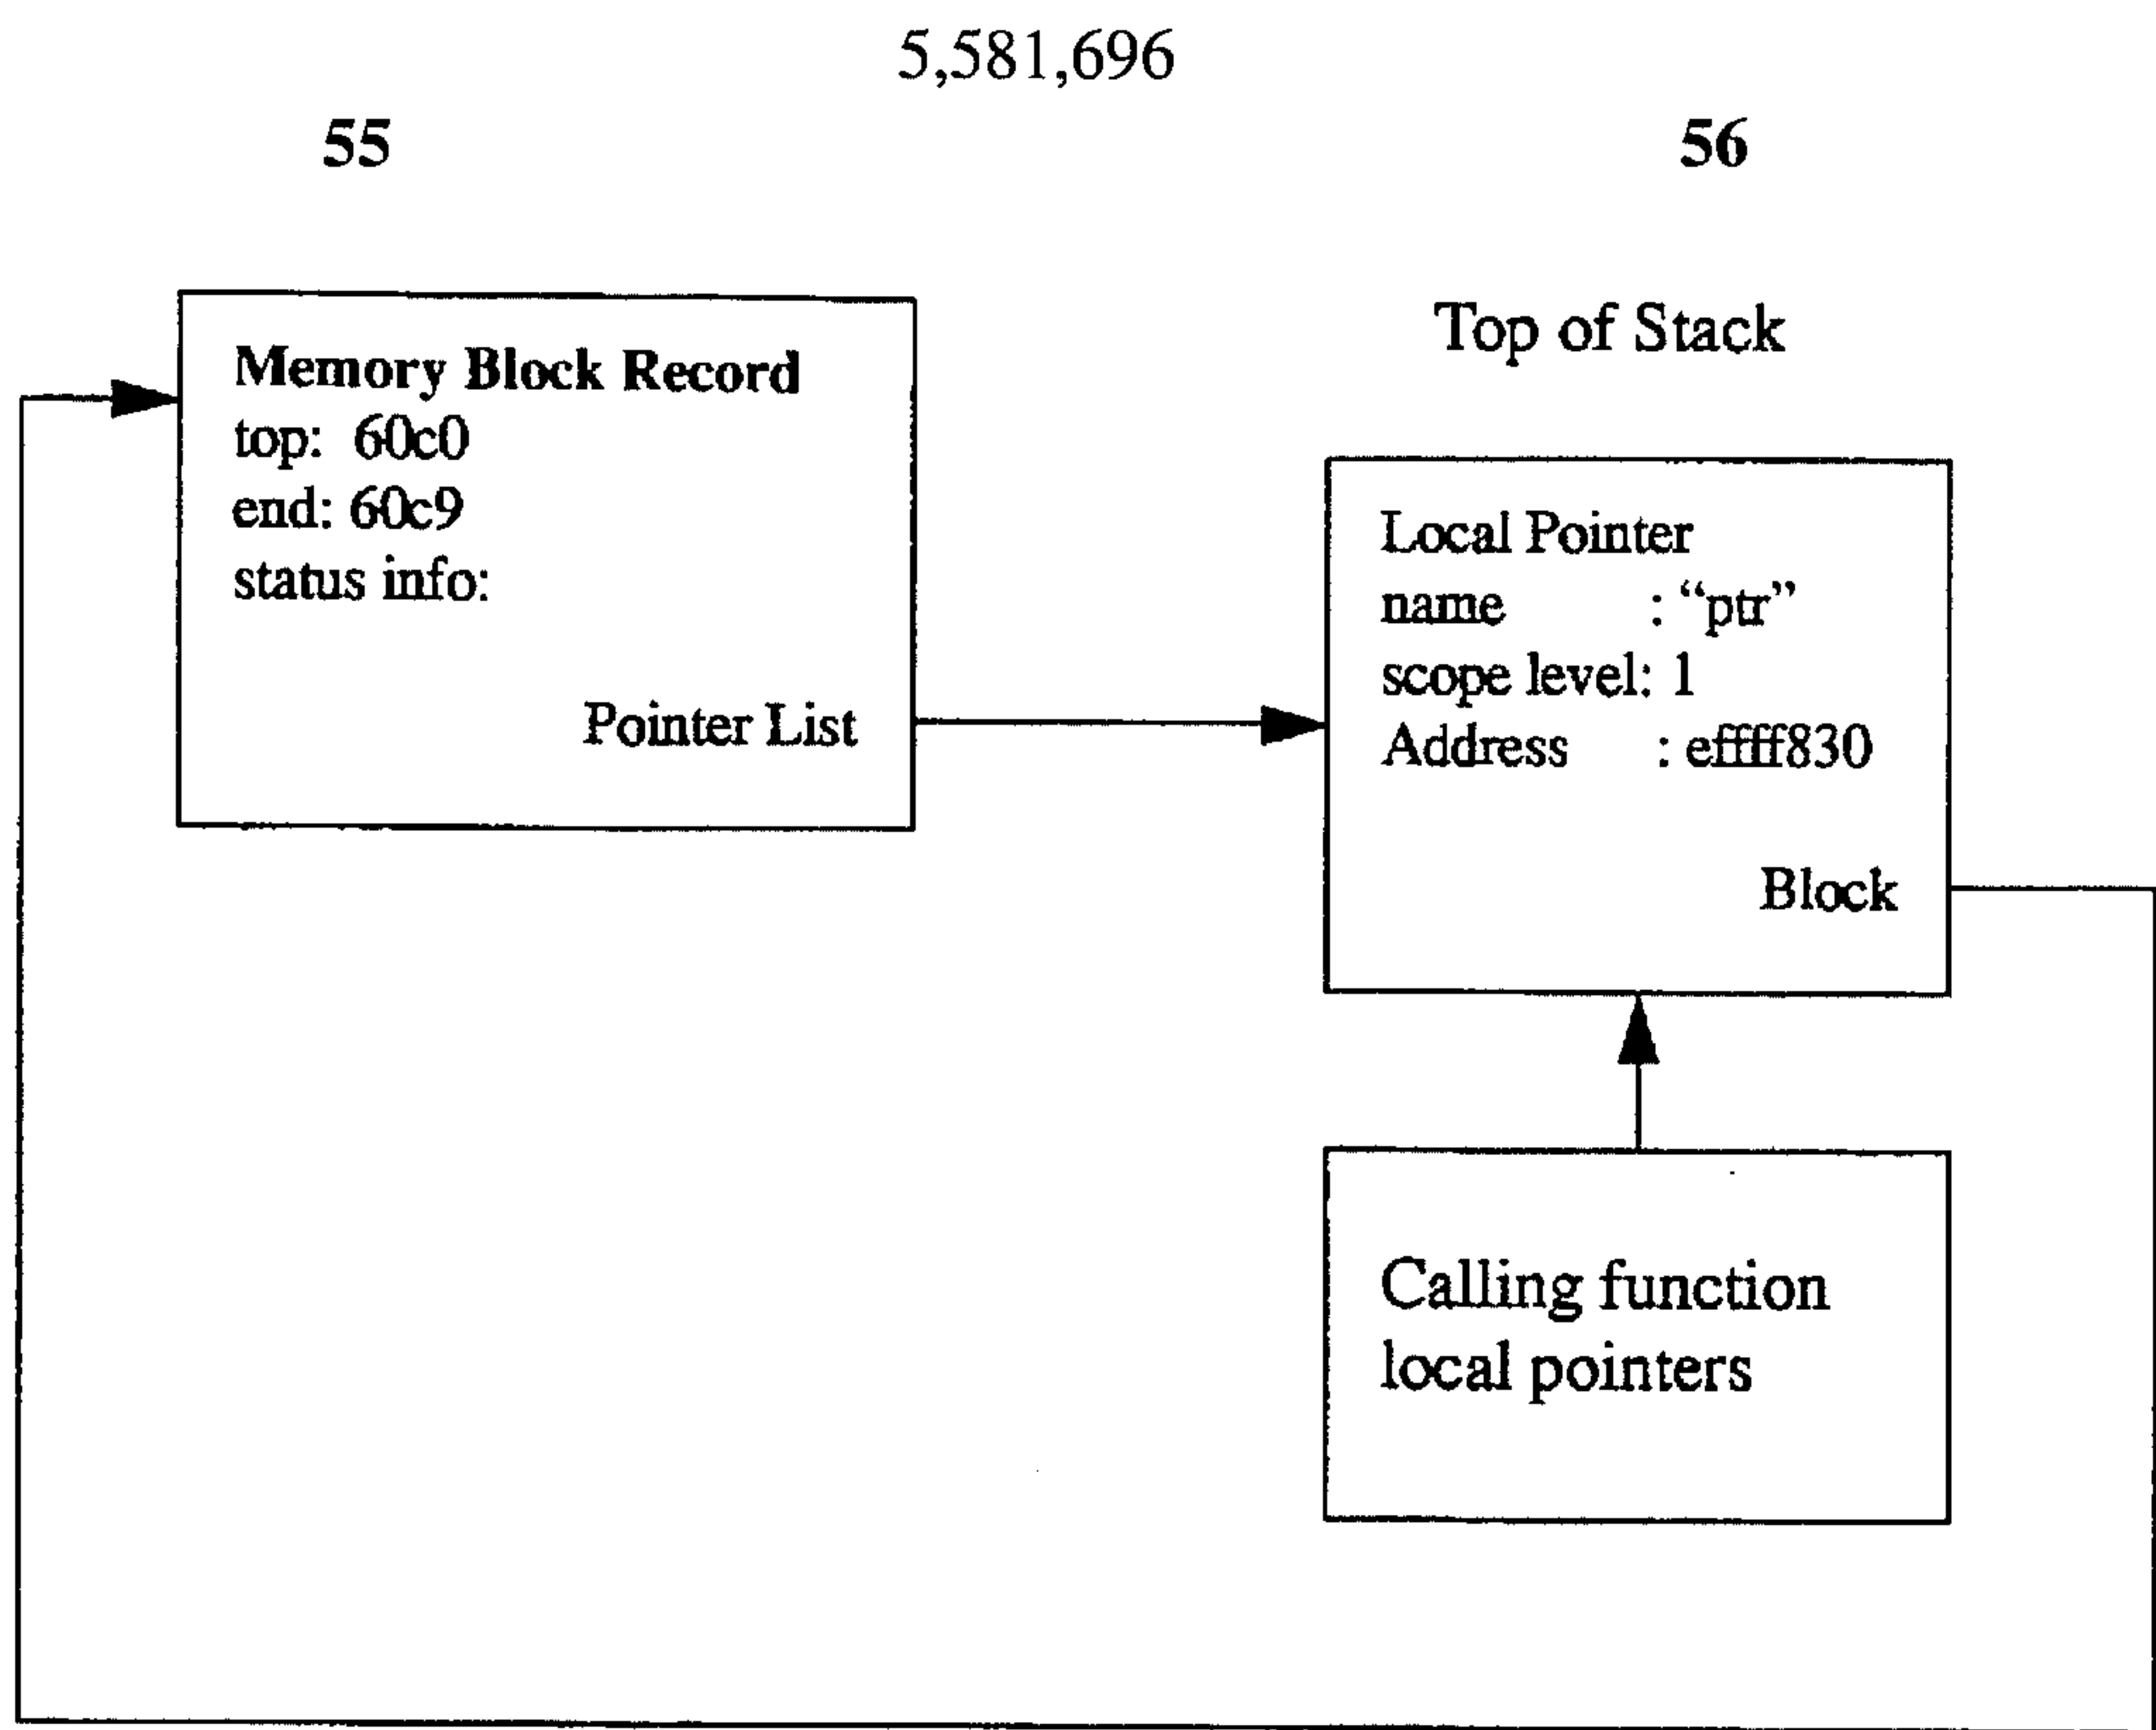 5,581,696
55
56
Memory Block Record
top: 60c0
end: 60c9
status info:
Pointer List
Top of Stack
Local Pointer
name : “ptr”
scope level: 1
Address : effff830
Block
Calling function
local pointers